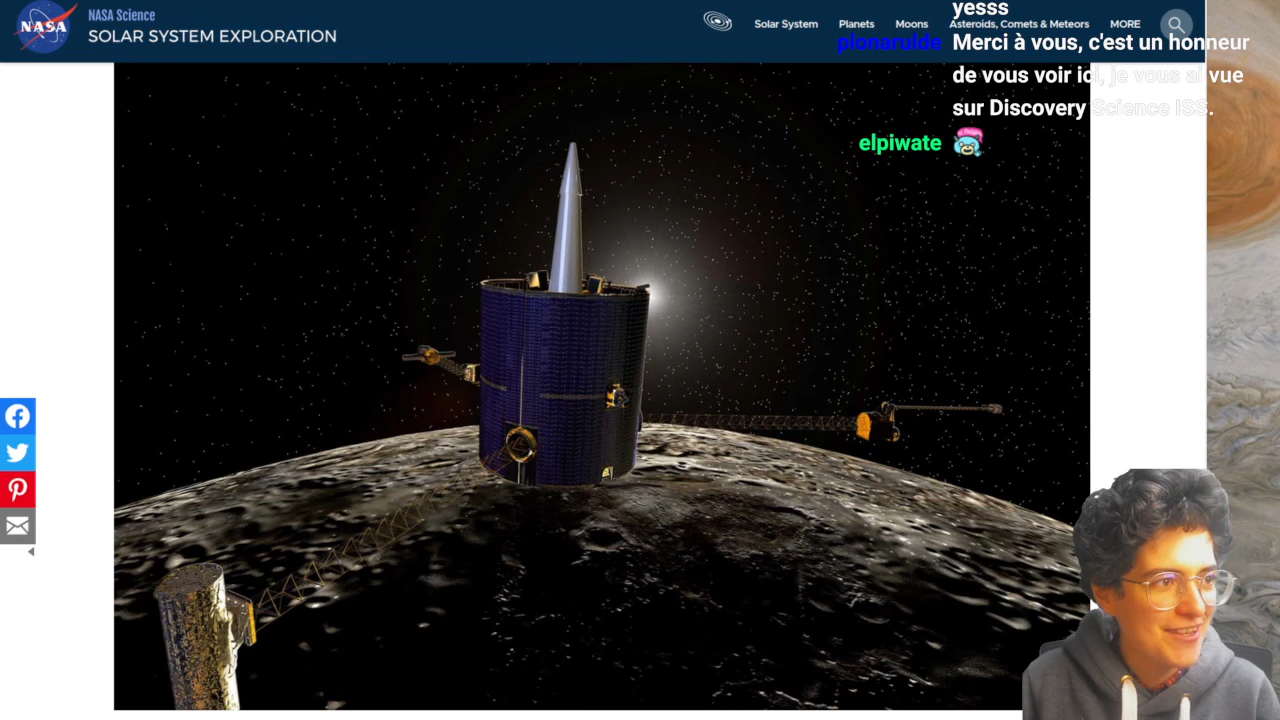 NASA
NASA Science
SOLAR SYSTEM EXPLORATION
Solar System
Planets
Moons
Asteroids, Comets & Meteors
MORE
yesss
plonarulde Merci à vous, c'est un honneur
de vous voir ici, je vous ai vue
sur Discovery Science ISS.
elpiwate